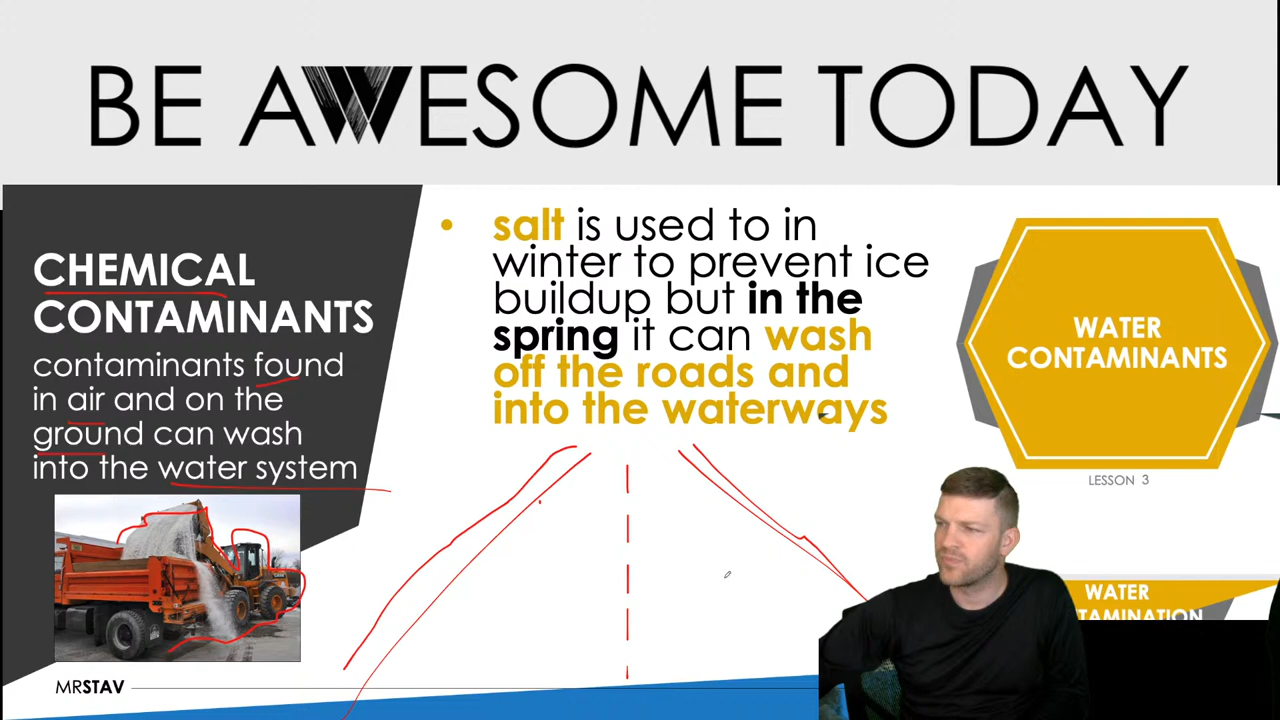 BE AWESOME TODAY
CHEMICAL
CONTAMINANTS
contaminants found
in air and on the
ground can wash
into the water system
• salt is used to in
winter to prevent ice
buildup but in the
spring it can wash
off the roads and
into the waterways
WATER
CONTAMINANTS
LESSON 3
WATER
TAMINATION
MRSTAV